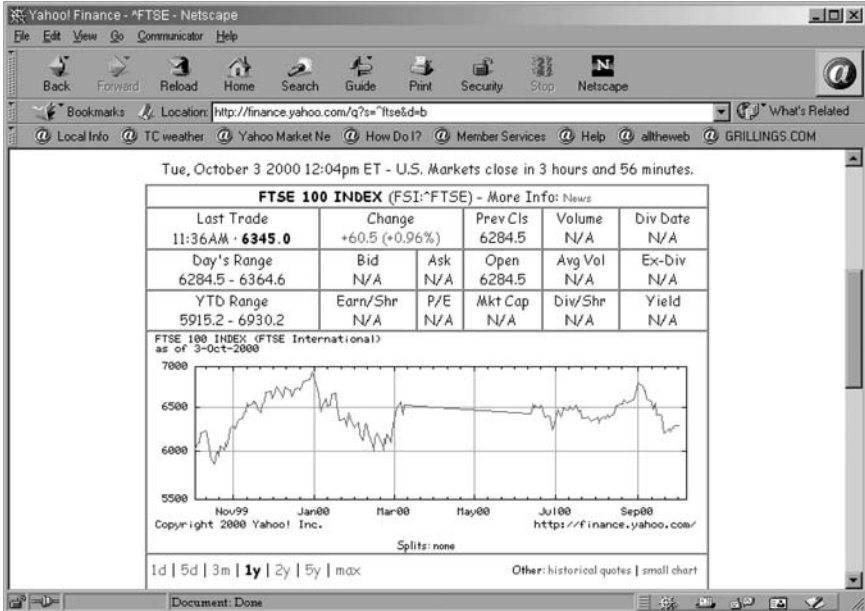 Yahoo! Finance - ^FTSE - Netscape
File Edit View Go Communicator Help
Back Forward Reload Home Search Guide Print Security Stop Netscape
Bookmarks Location: http://finance.yahoo.com/q?s=^ftse&d=b What's Related
Local Info TC weather Yahoo Market Ne How Do I? Member Services Help alltheweb GRILLINGS.COM
Tue, October 3 2000 12:04pm ET - U.S. Markets close in 3 hours and 56 minutes.
FTSE 100 INDEX (FSI:^FTSE) - More Info: News
Last Trade Change Prev Cls Volume Div Date
11:36AM · 6345.0 +60.5 (+0.96%) 6284.5 N/A N/A
Day's Range Bid Ask Open Avg Vol Ex-Div
6284.5 - 6364.6 N/A N/A 6284.5 N/A N/A
YTD Range Earn/Shr P/E Mkt Cap Div/Shr Yield
5915.2 - 6930.2 N/A N/A N/A N/A N/A
FTSE 100 INDEX (FTSE International)
as of 3-Oct-2000
7000
6500
6000
5500
Nov99 Jan00 Mar00 May00 Jul00 Sep00
Copyright 2000 Yahoo! Inc. http://finance.yahoo.com/
Splits: none
1d | 5d | 3m | 1y | 2y | 5y | max Other: historical quotes | small chart
Document: Done